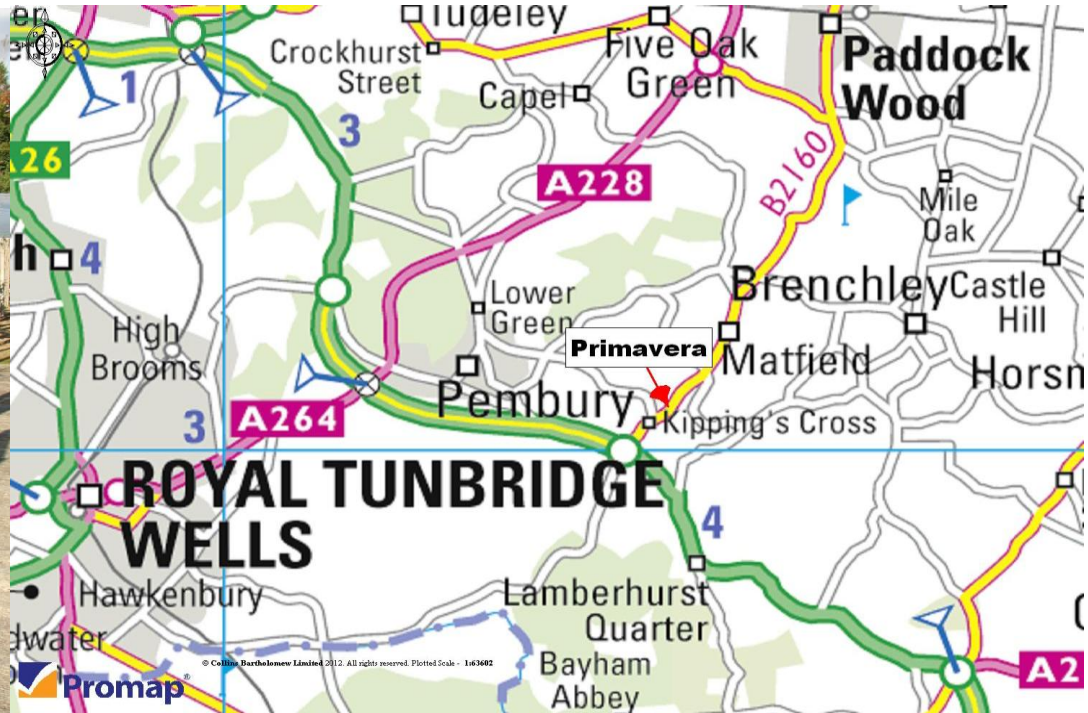 Tudeley
Crockhurst
Street
Five Oak
Green
Paddock
Wood
Capel
1
3
A228
B2160
26
Mile
Oak
h
4
Lower
Green
Brenchley
Castle
Hill
High
Brooms
Primavera
Matfield
Horsm
Pembury
Kipping's Cross
3
A264
ROYAL TUNBRIDGE
WELLS
4
Hawkenbury
Lamberhurst
Quarter
dwater
© Collins Bartholomew Limited 2012. All rights reserved. Plotted Scale - 1:63602
Bayham
Abbey
A2
Promap®